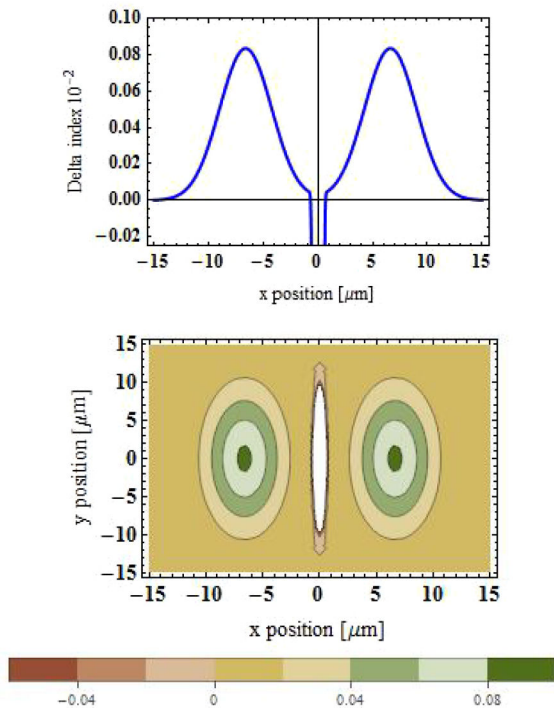 Delta index 10⁻²
0.10
0.08
0.06
0.04
0.02
0.00
−0.02
−15 −10 −5 0 5 10 15
x position [μm]
y position [μm]
15
10
5
0
−5
−10
−15
−15 −10 −5 0 5 10 15
x position [μm]
−0.04 0 0.04 0.08